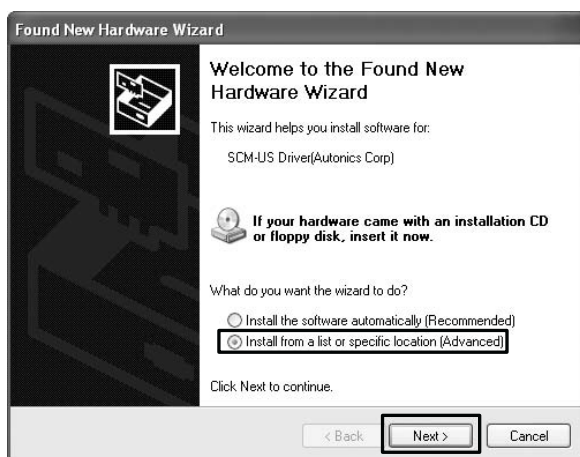 Found New Hardware Wizard
Welcome to the Found New
Hardware Wizard
This wizard helps you install software for:
SCM-US Driver(Autonics Corp)
If your hardware came with an installation CD
or floppy disk, insert it now.
What do you want the wizard to do?
Install the software automatically (Recommended)
Install from a list or specific location (Advanced)
Click Next to continue.
< Back
Next >
Cancel